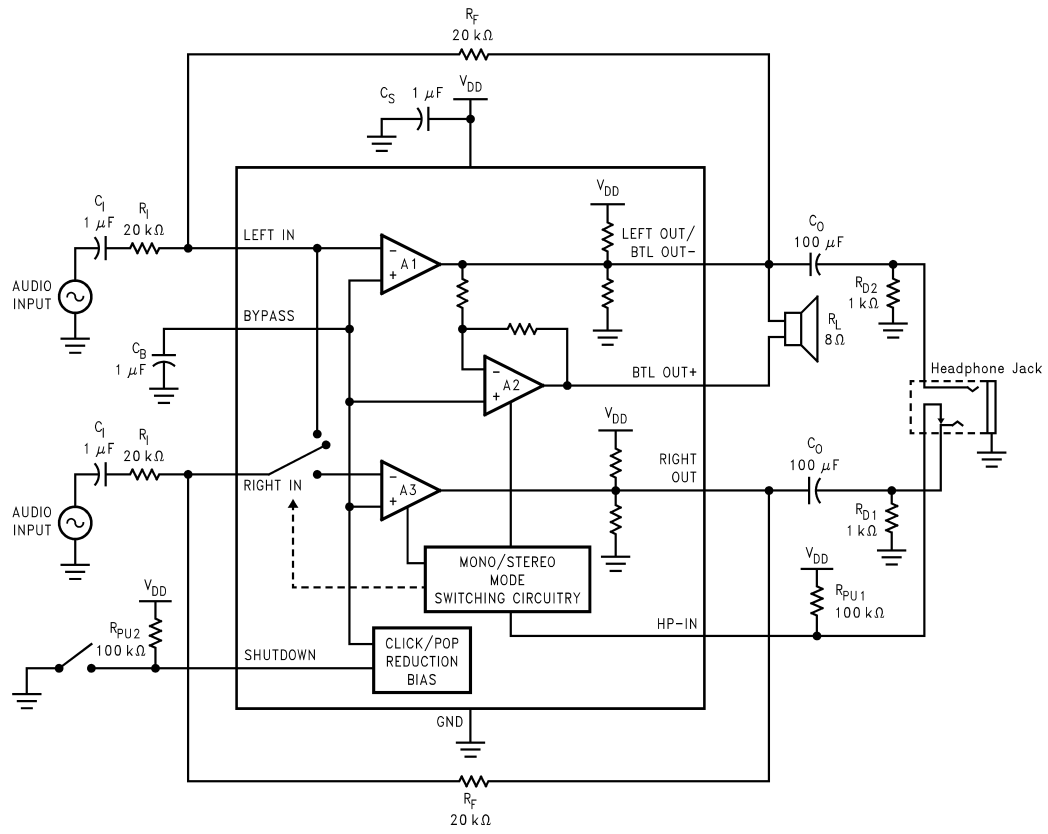 R_F
20 kΩ
C_S 1 μF
V_DD
C_I
1 μF
R_I
20 kΩ
LEFT IN
AUDIO
INPUT
-
+
A1
V_DD
LEFT OUT/
BTL OUT-
C_O
100 μF
R_D2
1 kΩ
BYPASS
C_B
1 μF
R_L
8Ω
-
+
A2
BTL OUT+
Headphone Jack
C_I
1 μF
R_I
20 kΩ
RIGHT IN
AUDIO
INPUT
-
+
A3
V_DD
RIGHT
OUT
C_O
100 μF
R_D1
1 kΩ
MONO/STEREO
MODE
SWITCHING CIRCUITRY
V_DD
R_PU1
100 kΩ
HP-IN
V_DD
R_PU2
100 kΩ
SHUTDOWN
CLICK/POP
REDUCTION
BIAS
GND
R_F
20 kΩ